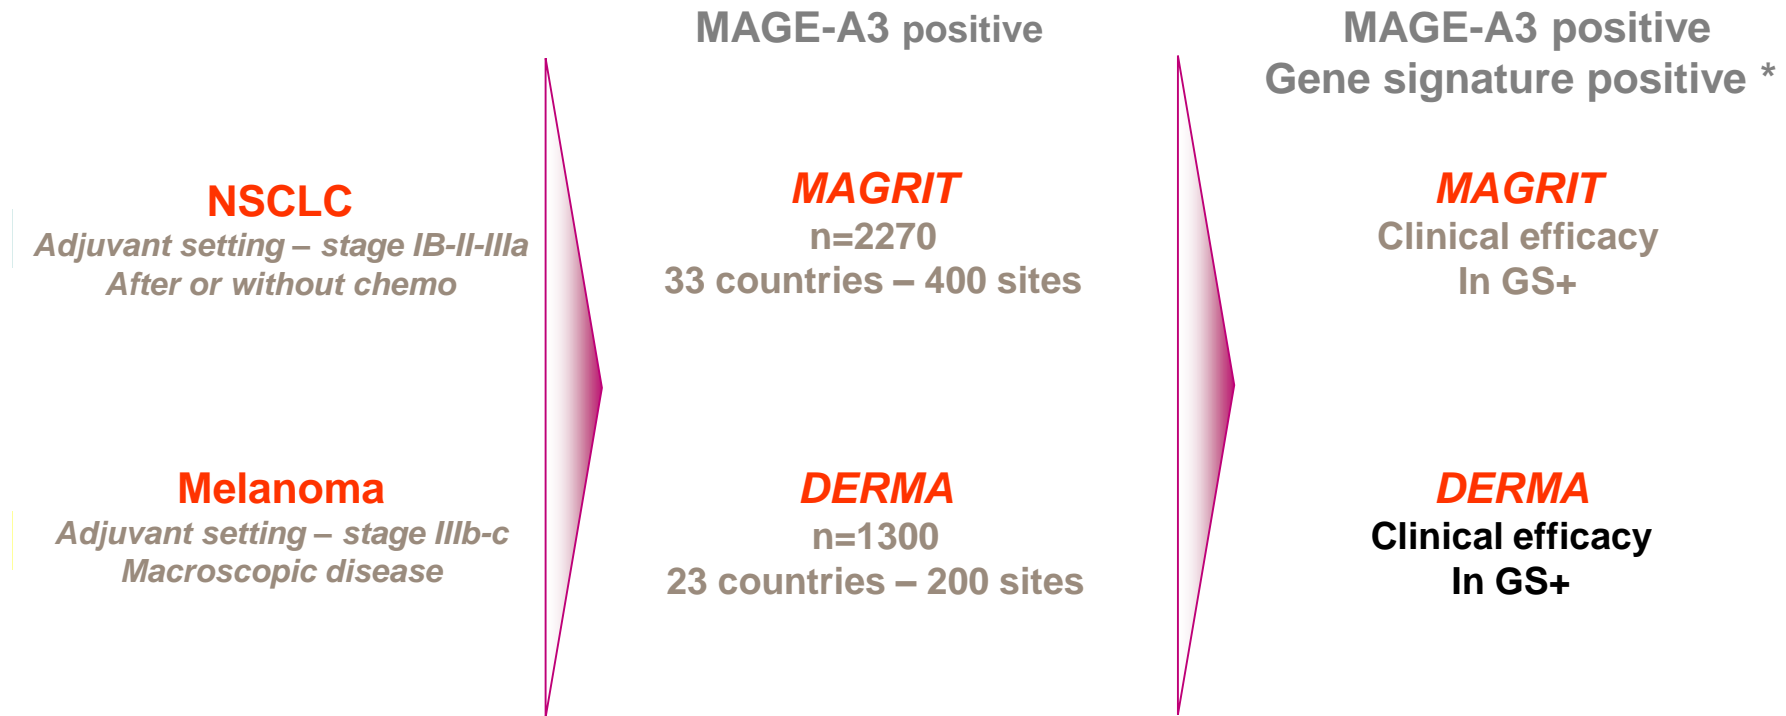 MAGE-A3 positive
MAGE-A3 positive
Gene signature positive *
NSCLC
Adjuvant setting – stage IB-II-IIIa
After or without chemo
MAGRIT
n=2270
33 countries – 400 sites
MAGRIT
Clinical efficacy
In GS+
Melanoma
Adjuvant setting – stage IIIb-c
Macroscopic disease
DERMA
n=1300
23 countries – 200 sites
DERMA
Clinical efficacy
In GS+